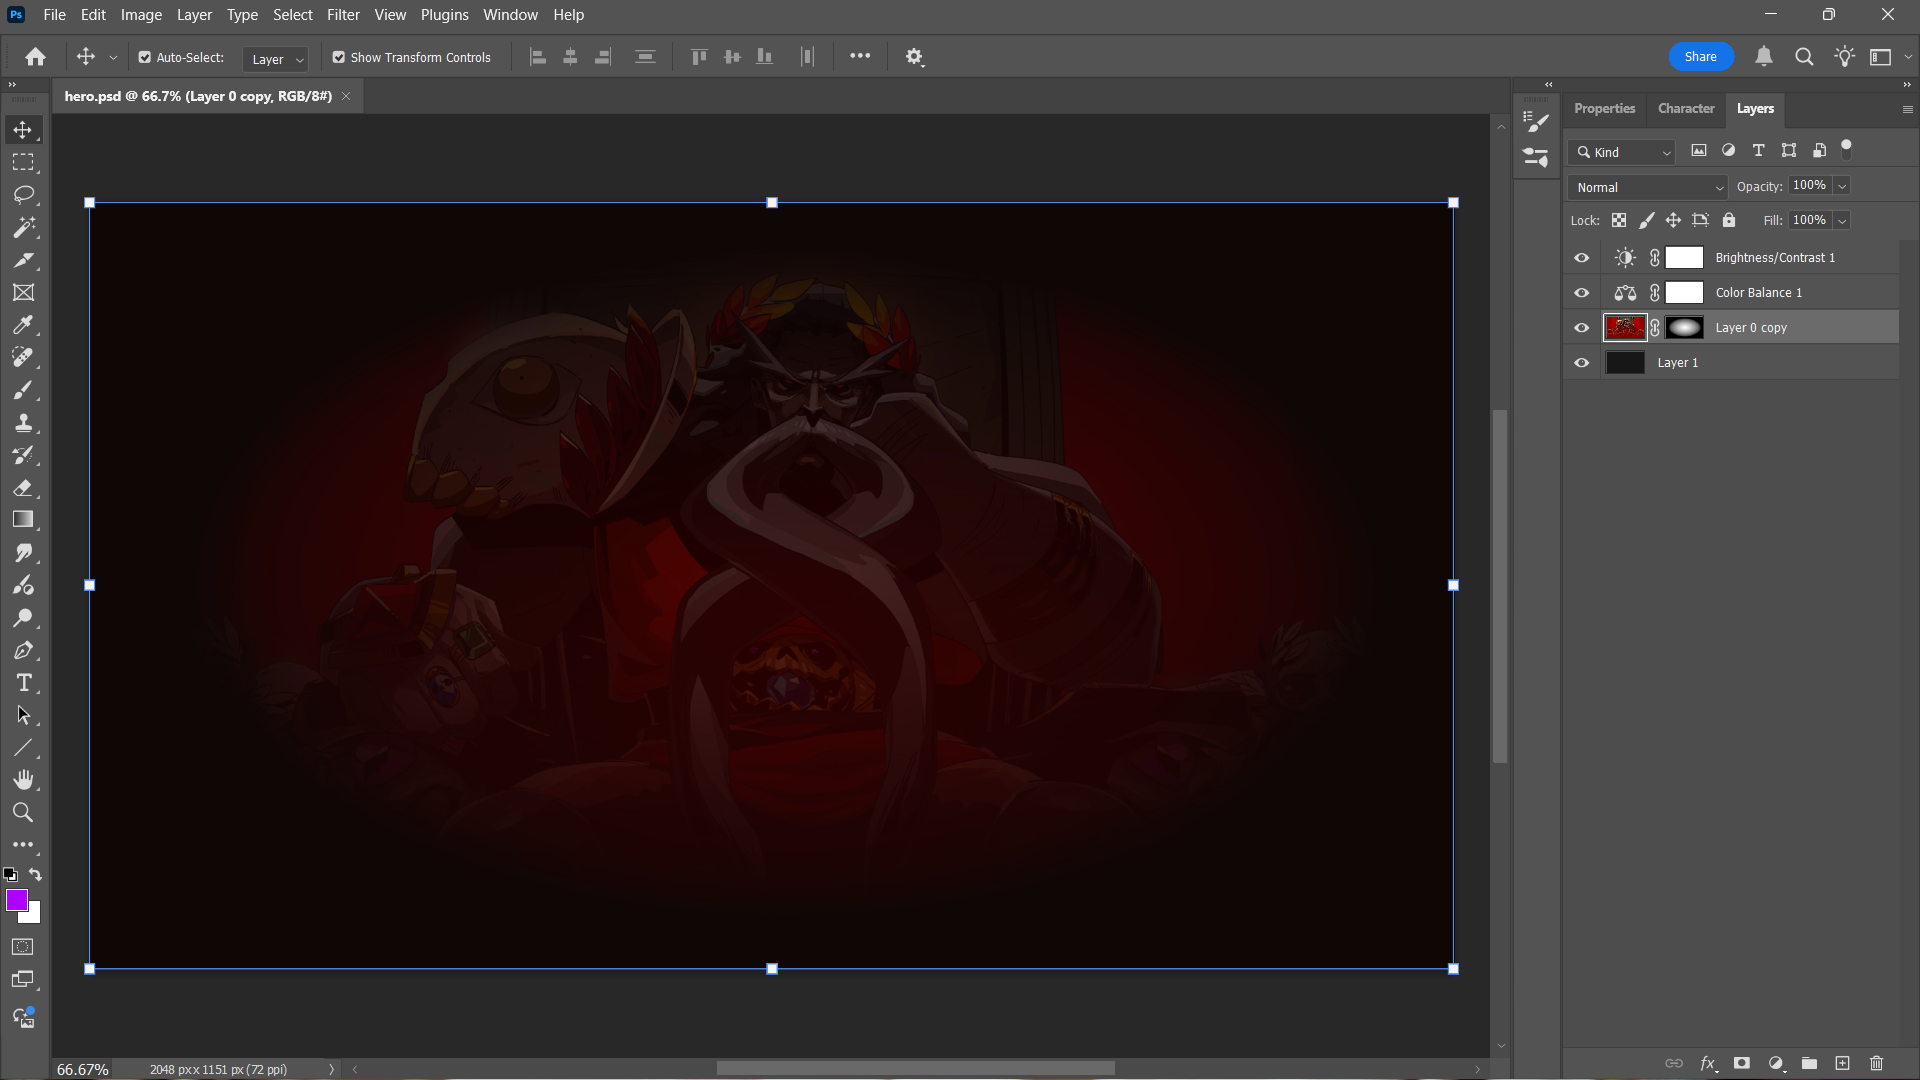 Ps File Edit Image Layer Type Select Filter View Plugins Window Help
Auto-Select: Layer Show Transform Controls Share
hero.psd @ 66.7% (Layer 0 copy, RGB/8#)
Properties Character Layers
Kind
Normal Opacity: 100%
Lock: Fill: 100%
Brightness/Contrast 1
Color Balance 1
Layer 0 copy
Layer 1
fx
66.67% 2048 px x 1151 px (72 ppi)